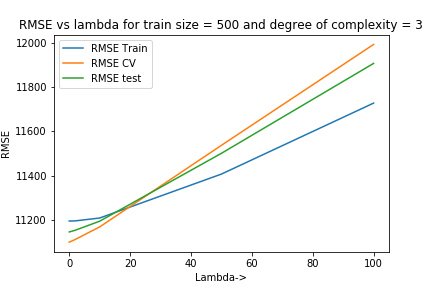 RMSE vs lambda for train size = 500 and degree of complexity = 3
RMSE Train
RMSE CV
RMSE test
12000
11800
11600
11400
11200
RMSE
0
20
40
60
80
100
Lambda->